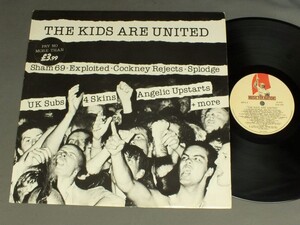 THE KIDS ARE UNITED
PAY NO
MORE THAN
£3.99
Sham 69 · Exploited · Cockney Rejects · Splodge
UK Subs
4 Skins
Angelic Upstarts
+ more